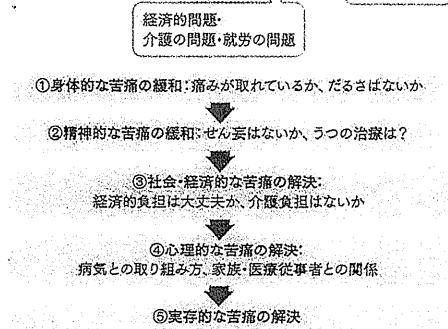 経済的問題・
介護の問題・就労の問題
①身体的な苦痛の緩和：痛みが取れているか、だるさはないか
②精神的な苦痛の緩和：せん妄はないか、うつの治療は？
③社会・経済的な苦痛の解決：
経済的負担は大丈夫か、介護負担はないか
④心理的な苦痛の解決：
病気との取り組み方、家族・医療従事者との関係
⑤実存的な苦痛の解決